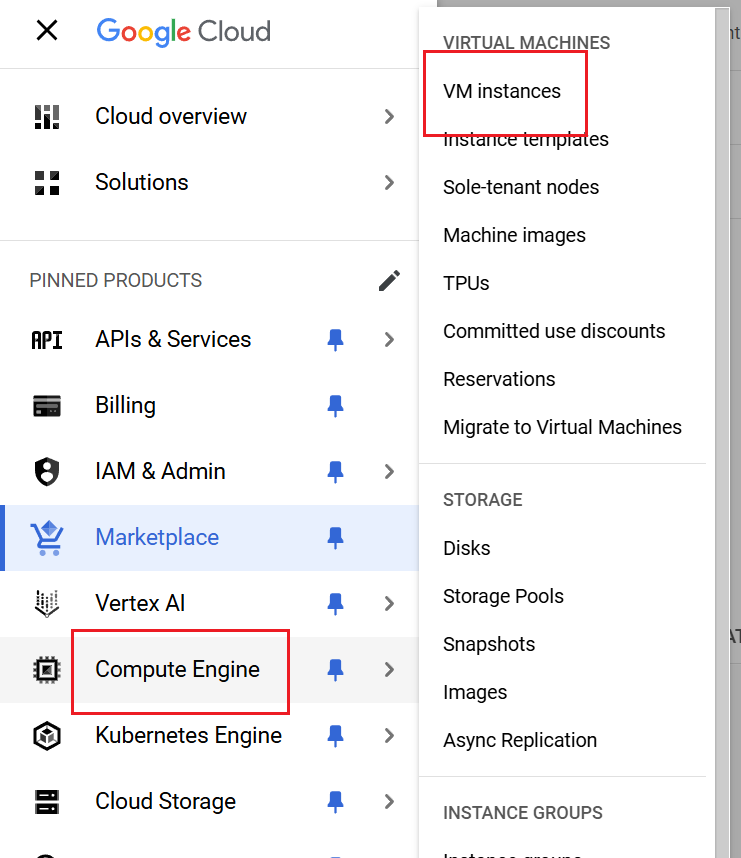 Google Cloud
Cloud overview
Solutions
PINNED PRODUCTS
API APIs & Services
Billing
IAM & Admin
Marketplace
Vertex AI
Compute Engine
Kubernetes Engine
Cloud Storage
VIRTUAL MACHINES
VM instances
Instance templates
Sole-tenant nodes
Machine images
TPUs
Committed use discounts
Reservations
Migrate to Virtual Machines
STORAGE
Disks
Storage Pools
Snapshots
Images
Async Replication
INSTANCE GROUPS
Instance groups